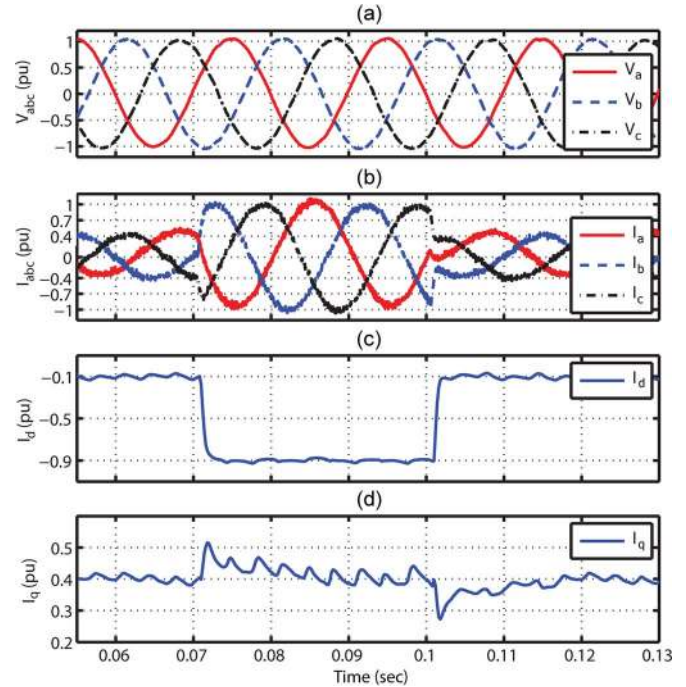 (a)
V_abc (pu)
1
0.5
0
−0.5
−1
V_a
V_b
V_c
(b)
I_abc (pu)
1
0.7
0.4
0
−0.4
−0.7
−1
I_a
I_b
I_c
(c)
I_d (pu)
−0.1
−0.5
−0.9
I_d
(d)
I_q (pu)
0.5
0.4
0.3
0.2
I_q
0.06 0.07 0.08 0.09 0.1 0.11 0.12 0.13
Time (sec)